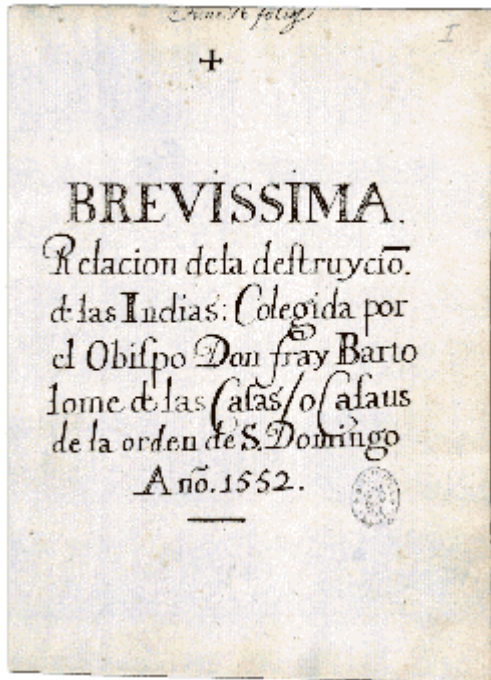 I
BREVISSIMA.
Relacion dela destruyciō.
de las Indias: Colegida por
el Obiſpo Don fray Barto
lome de las Caſas / o Caſaus
de la orden de S. Domingo
Año. 1552.